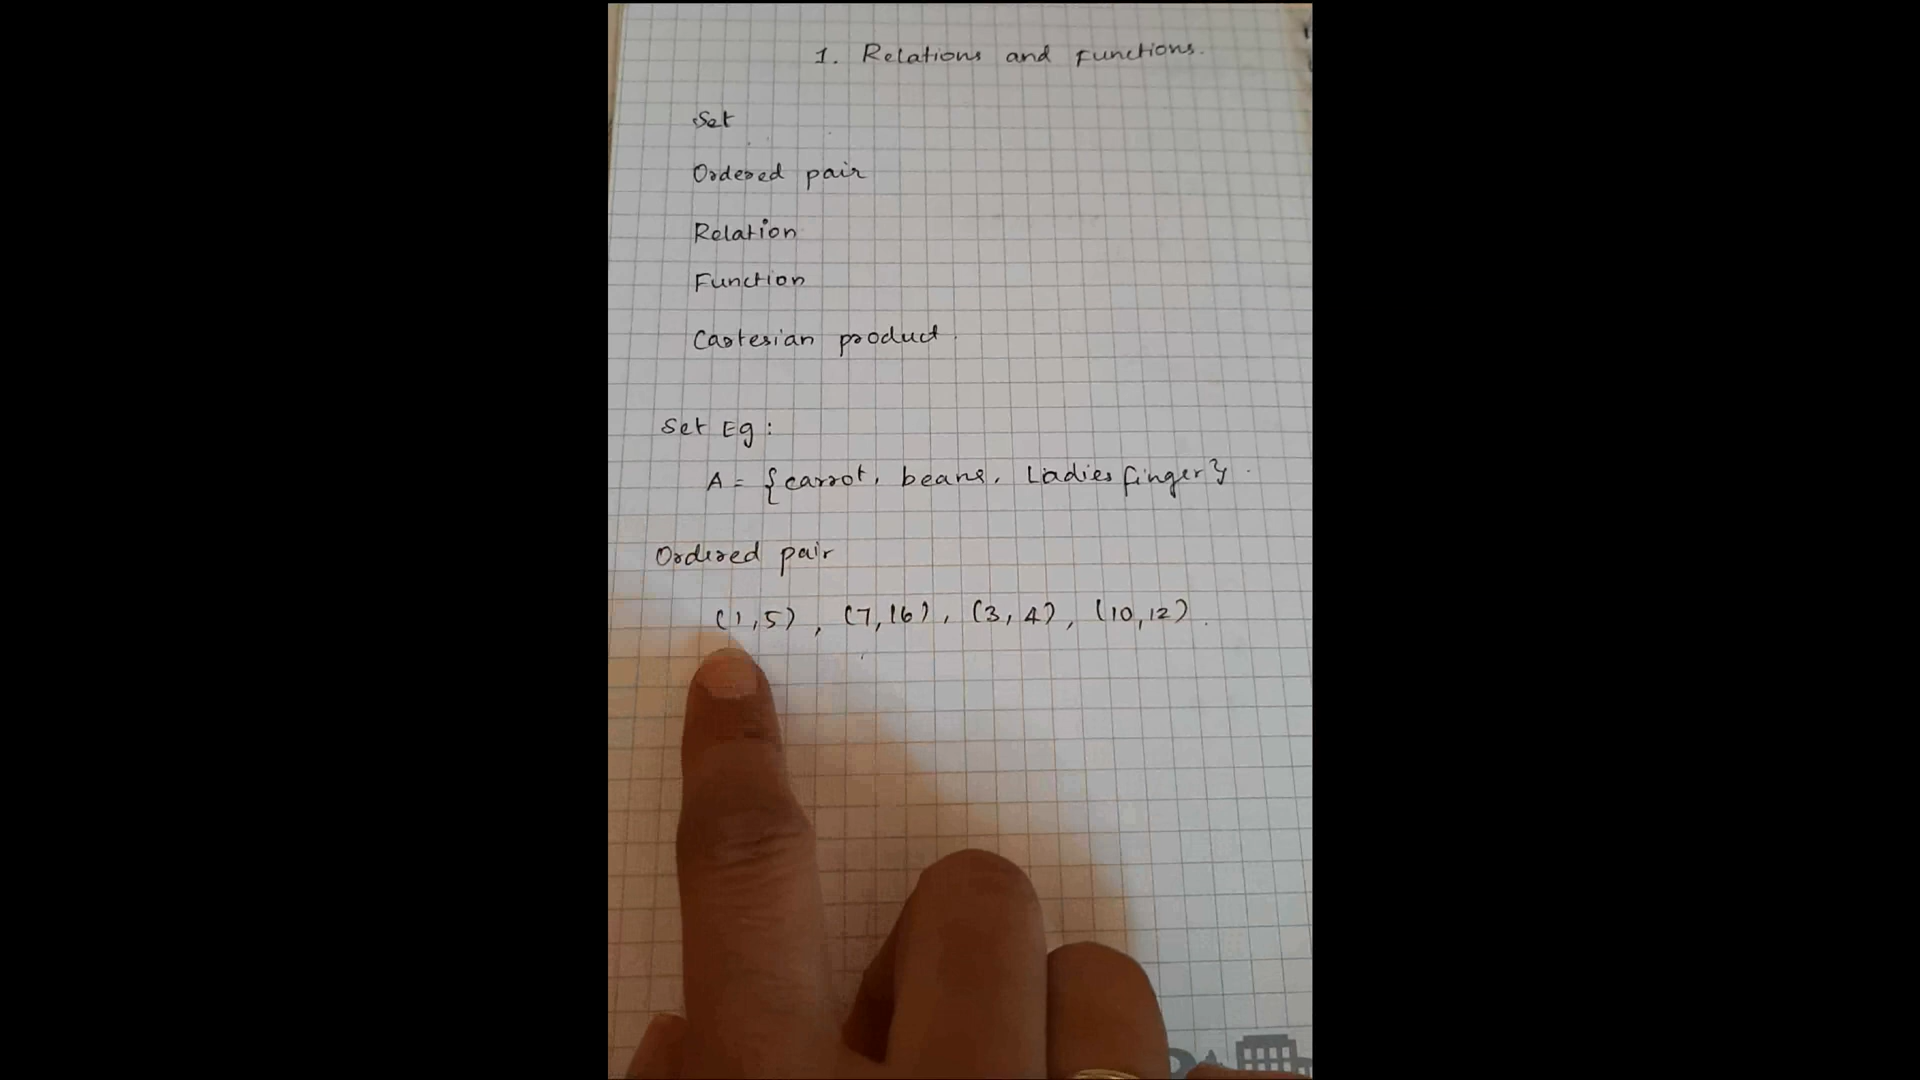 1. Relations and Functions.
Set
Ordered pair
Relation
Function
Cartesian product.
Set Eg:
A = {carrot, beans, Ladies finger}.
Ordered pair
(1,5), (7,16), (3,4), (10,12).